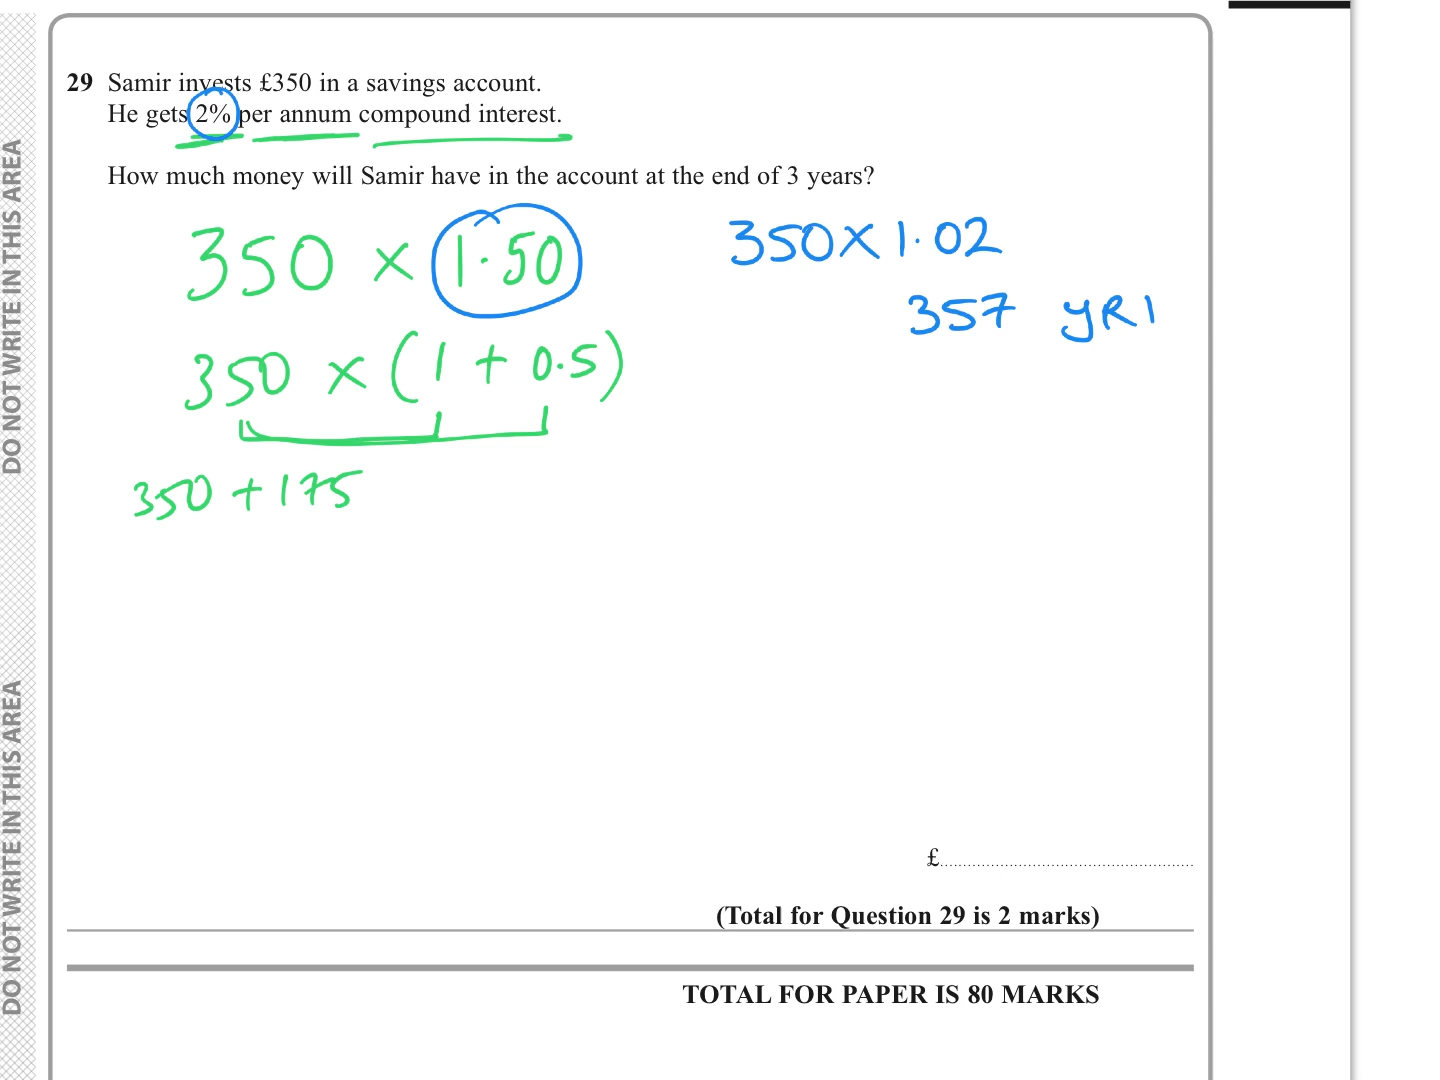 29 Samir invests £350 in a savings account.
He gets 2% per annum compound interest.
How much money will Samir have in the account at the end of 3 years?
350 × 1.50
350 × 1.02
357 YR1
350 × (1 + 0.5)
350 + 175
£
(Total for Question 29 is 2 marks)
TOTAL FOR PAPER IS 80 MARKS
DO NOT WRITE IN THIS AREA
DO NOT WRITE IN THIS AREA